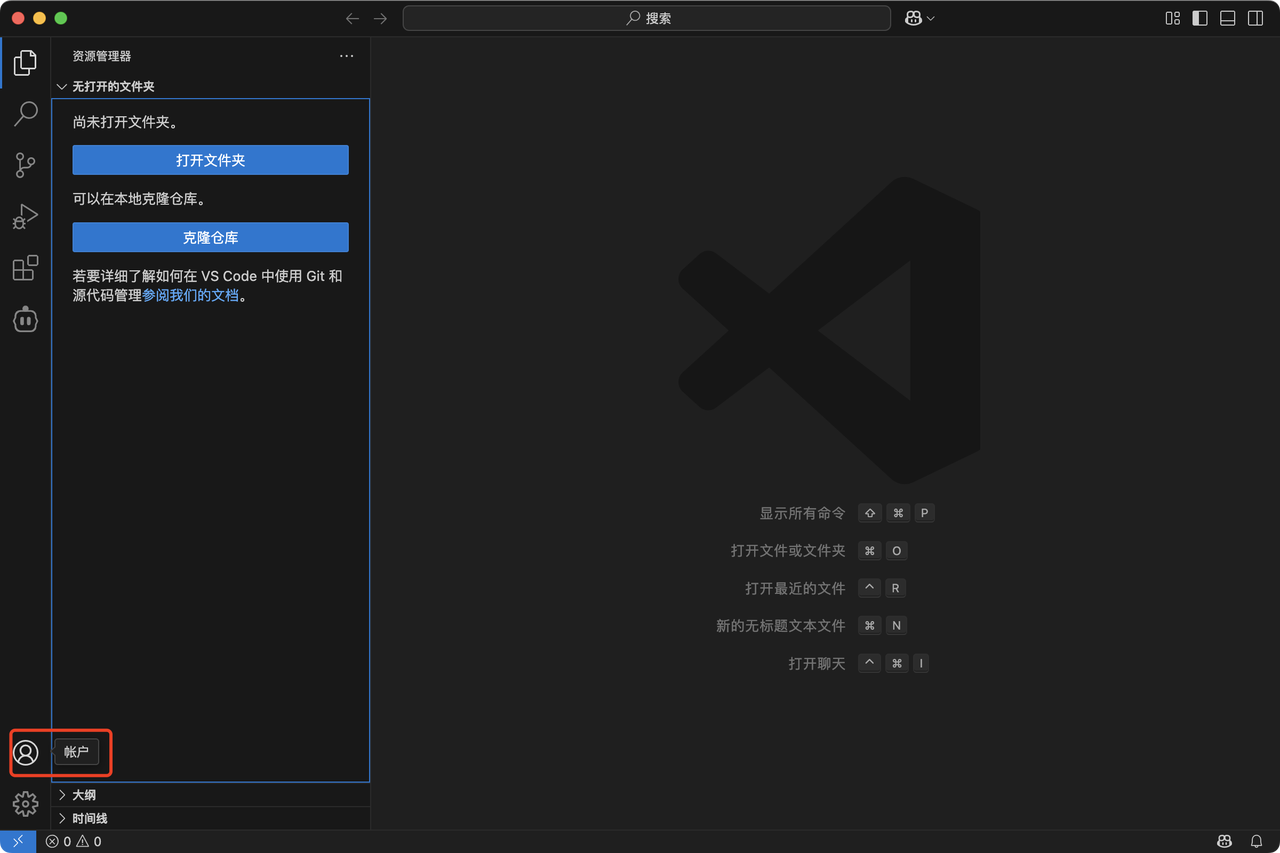 搜索
资源管理器
无打开的文件夹
尚未打开文件夹。
打开文件夹
可以在本地克隆仓库。
克隆仓库
若要详细了解如何在 VS Code 中使用 Git 和
源代码管理参阅我们的文档。
显示所有命令 ⇧ ⌘ P
打开文件或文件夹 ⌘ O
打开最近的文件 ^ R
新的无标题文本文件 ⌘ N
打开聊天 ^ ⌘ I
帐户
大纲
时间线
0 0